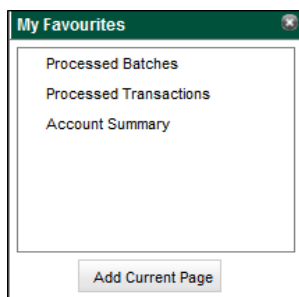 My Favourites
Processed Batches
Processed Transactions
Account Summary
Add Current Page